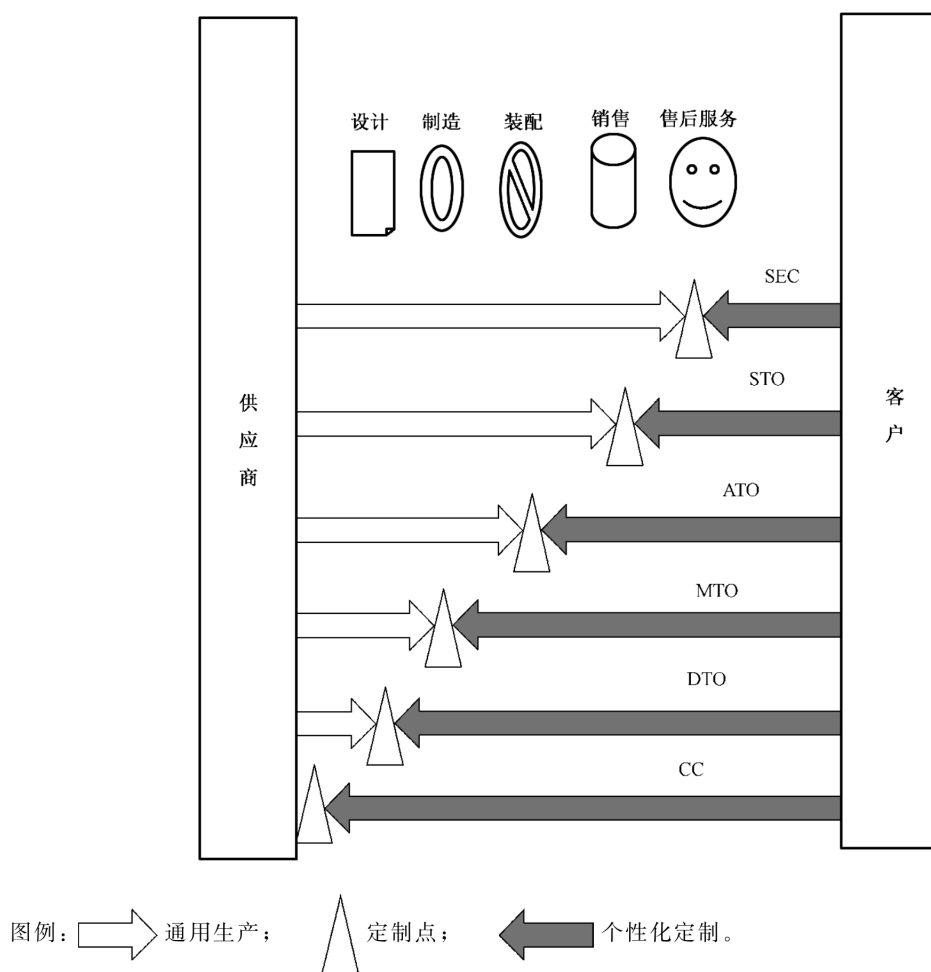 设计 制造 装配 销售 售后服务
SEC
STO
供应商
客户
ATO
MTO
DTO
CC
图例： 通用生产； 定制点； 个性化定制。